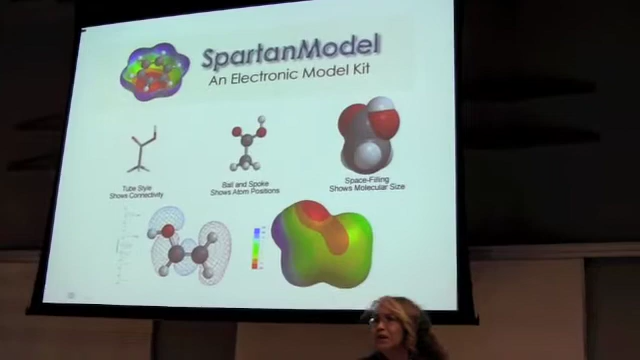 SpartanModel
An Electronic Model Kit
Tube Style
Shows Connectivity
Ball and Spoke
Shows Atom Positions
Space-Filling
Shows Molecular Size